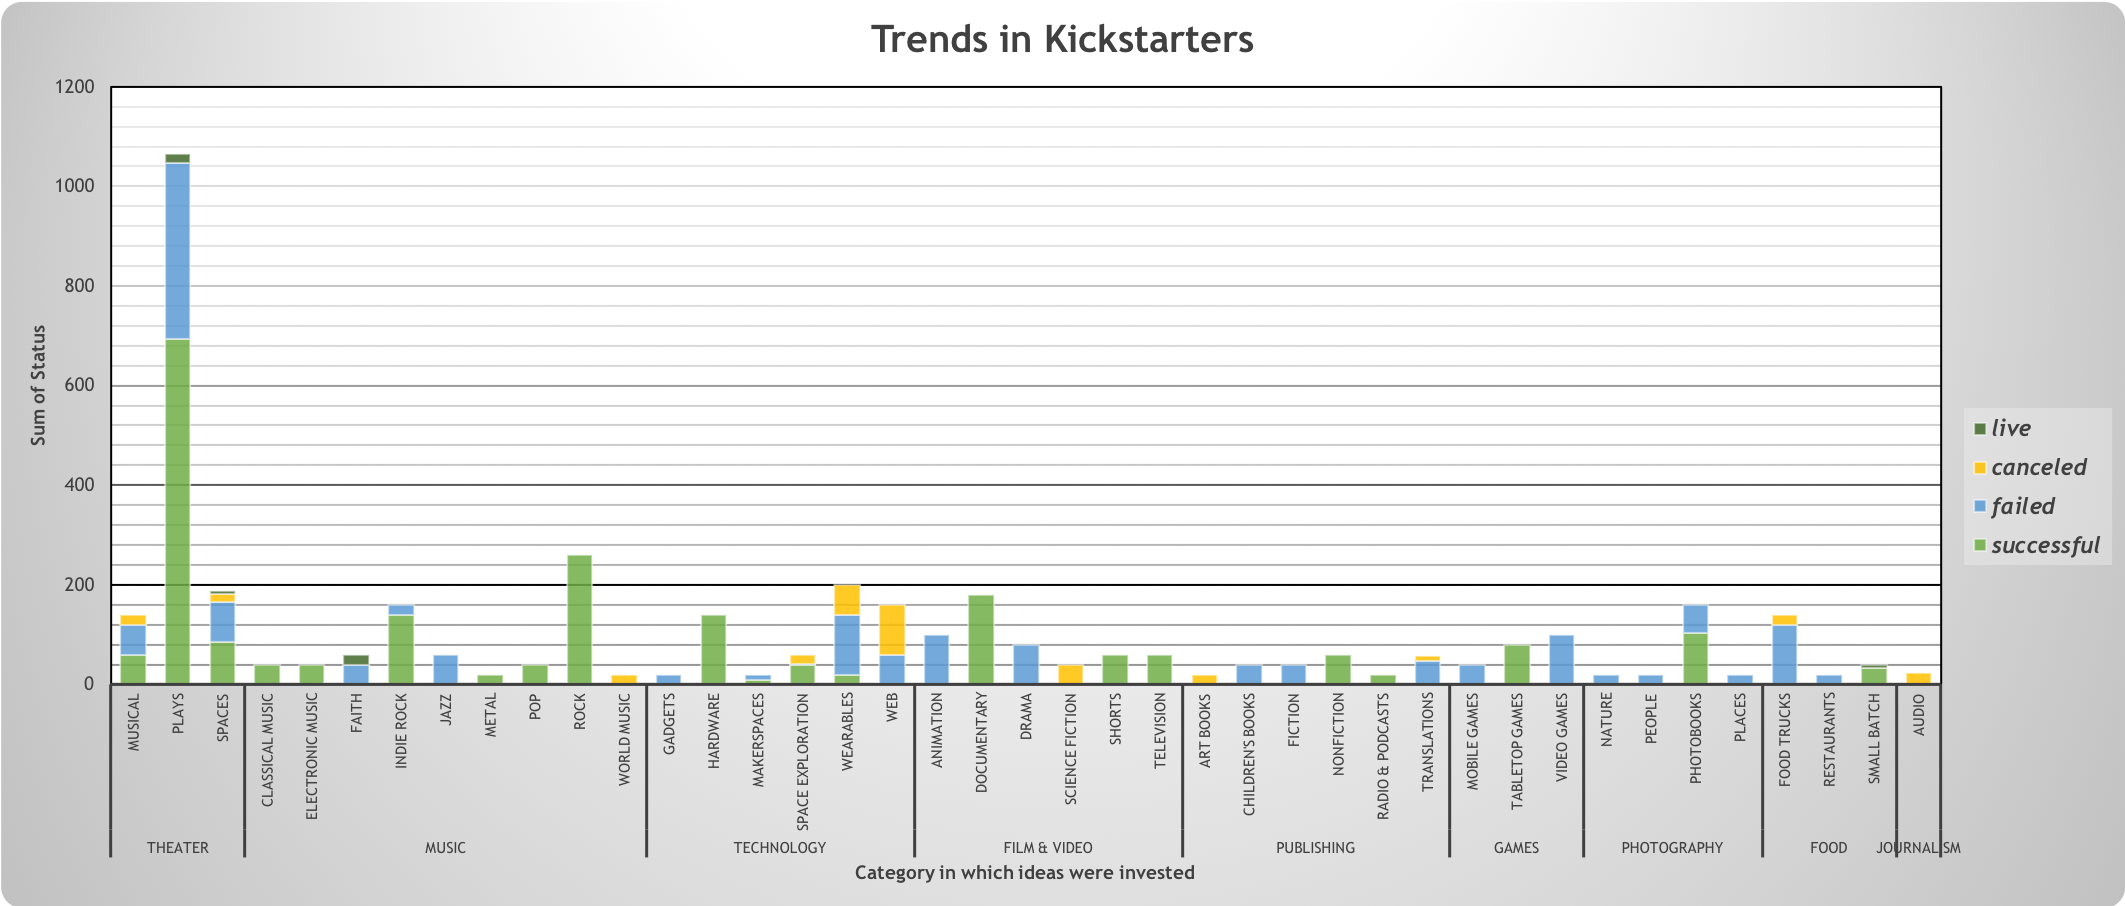 Trends in Kickstarters
1200
1000
800
600
400
200
0
Sum of Status
live
canceled
failed
successful
MUSICAL
PLAYS
SPACES
CLASSICAL MUSIC
ELECTRONIC MUSIC
FAITH
INDIE ROCK
JAZZ
METAL
POP
ROCK
WORLD MUSIC
GADGETS
HARDWARE
MAKERSPACES
SPACE EXPLORATION
WEARABLES
WEB
ANIMATION
DOCUMENTARY
DRAMA
SCIENCE FICTION
SHORTS
TELEVISION
ART BOOKS
CHILDREN'S BOOKS
FICTION
NONFICTION
RADIO & PODCASTS
TRANSLATIONS
MOBILE GAMES
TABLETOP GAMES
VIDEO GAMES
NATURE
PEOPLE
PHOTOBOOKS
PLACES
FOOD TRUCKS
RESTAURANTS
SMALL BATCH
AUDIO
THEATER
MUSIC
TECHNOLOGY
FILM & VIDEO
PUBLISHING
GAMES
PHOTOGRAPHY
FOOD
JOURNALISM
Category in which ideas were invested